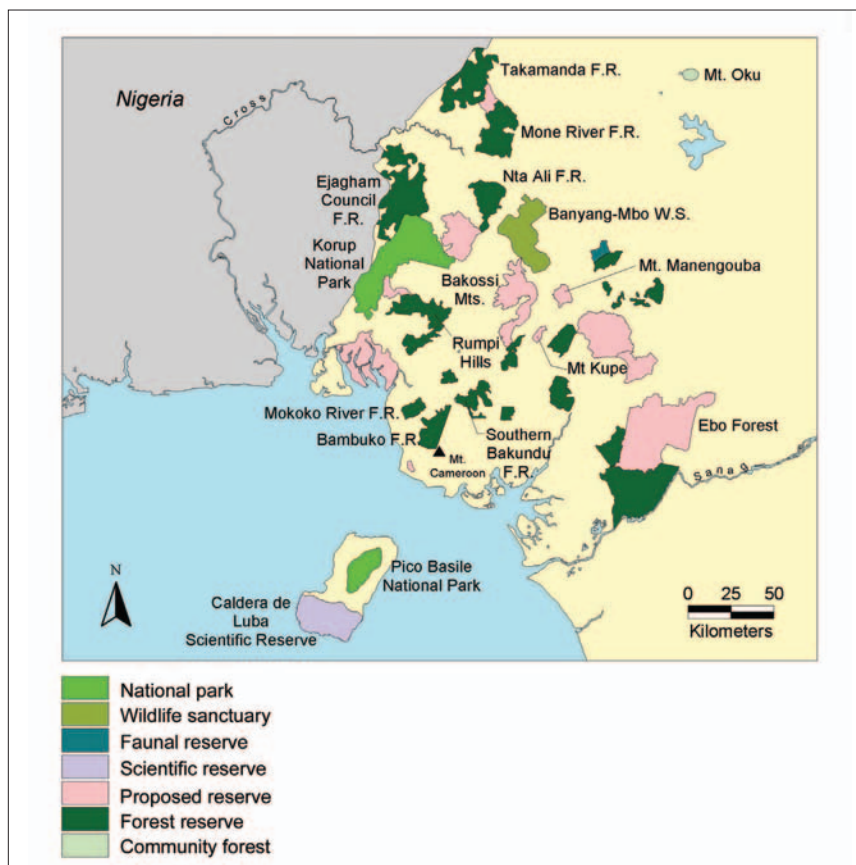 Takamanda F.R.
Mt. Oku
Nigeria
Cross
Mone River F.R.
Nta Ali F.R.
Ejagham
Council
F.R.
Banyang-Mbo W.S.
Korup
National
Park
Mt. Manengouba
Bakossi
Mts.
Rumpi
Hills
Mt Kupe
Mokoko River F.R.
Bambuko F.R.
Mt.
Cameroon
Southern
Bakundu
F.R.
Ebo Forest
Sanag
N
Pico Basile
National Park
Caldera de
Luba
Scientific Reserve
0 25 50
Kilometers
National park
Wildlife sanctuary
Faunal reserve
Scientific reserve
Proposed reserve
Forest reserve
Community forest